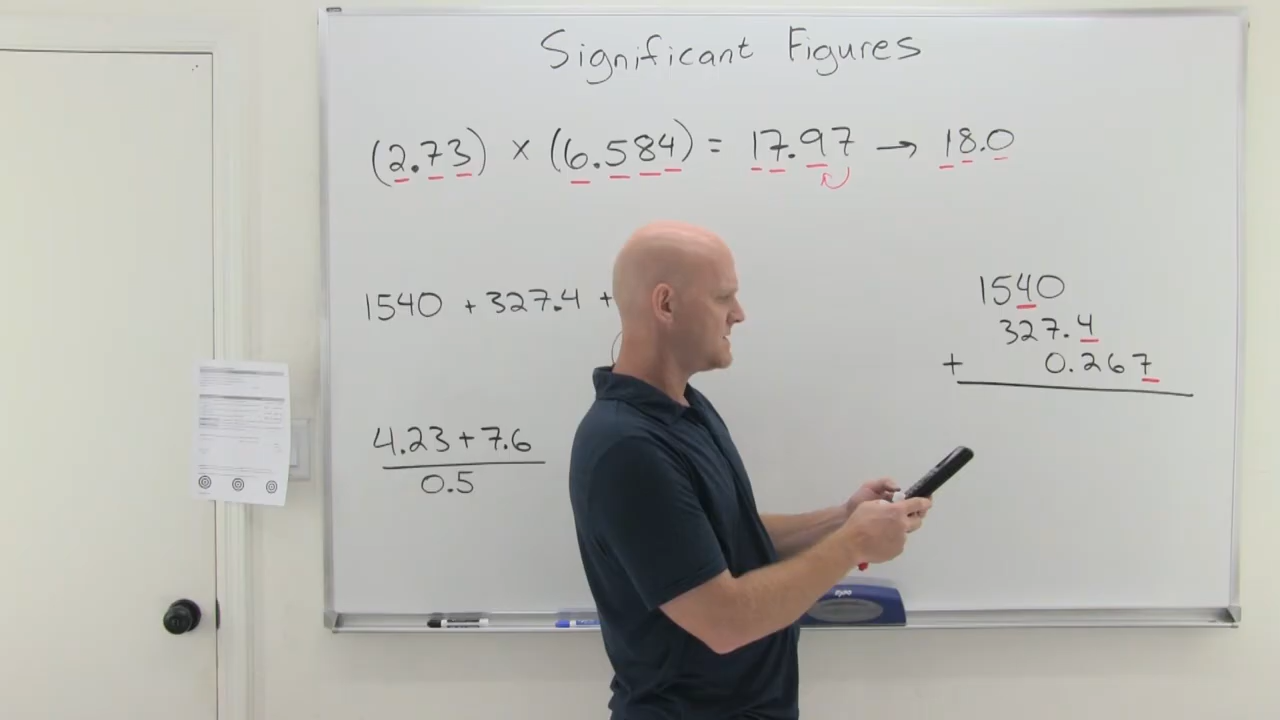 Significant Figures
(2.73) × (6.584) = 17.97 → 18.0
1540 + 327.4 +
1540
327.4
+ 0.267
4.23 + 7.6
0.5
expo